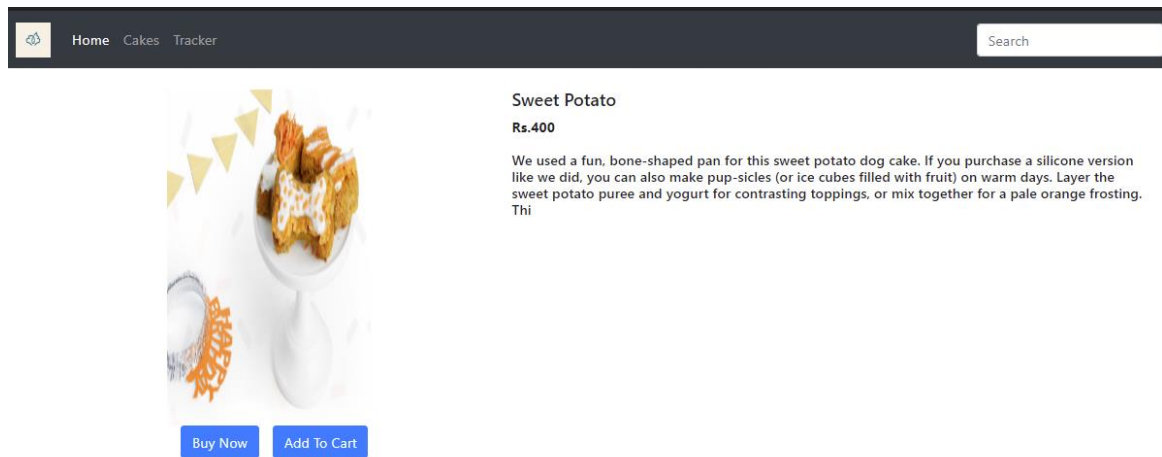 Home Cakes Tracker
Search
Sweet Potato
Rs.400
We used a fun, bone-shaped pan for this sweet potato dog cake. If you purchase a silicone version
like we did, you can also make pup-sicles (or ice cubes filled with fruit) on warm days. Layer the
sweet potato puree and yogurt for contrasting toppings, or mix together for a pale orange frosting.
Thi
HAPPY
BIRTHDAY
Buy Now Add To Cart